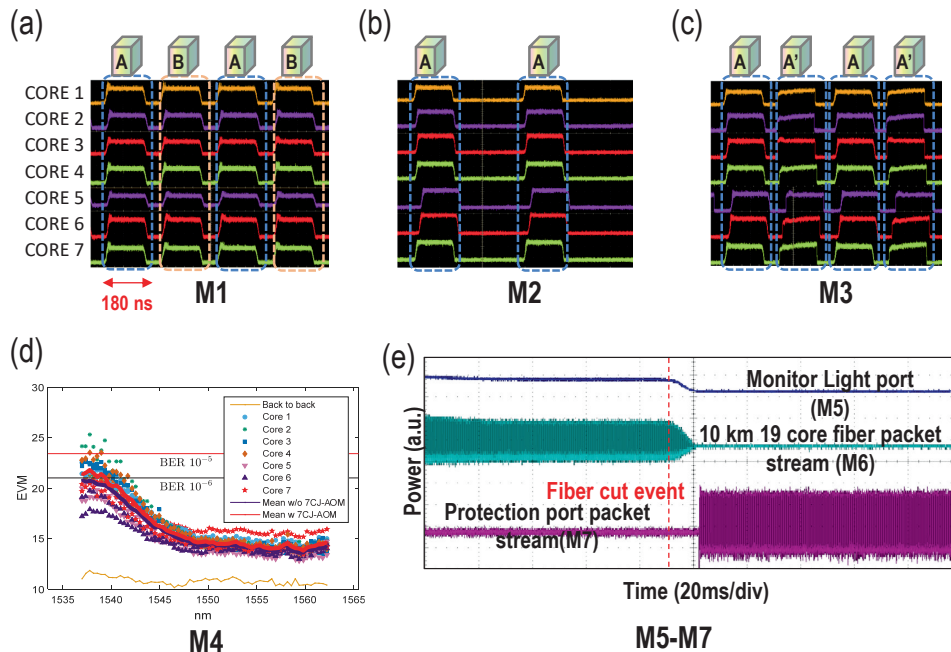 (a)
A
B
A
B
CORE 1
CORE 2
CORE 3
CORE 4
CORE 5
CORE 6
CORE 7
180 ns
M1
(b)
A
A
M2
(c)
A
A'
A
A'
M3
(d)
30
25
20
15
10
EVM
1535
1540
1545
1550
1555
1560
1565
nm
BER 10⁻⁵
BER 10⁻⁶
Back to back
Core 1
Core 2
Core 3
Core 4
Core 5
Core 6
Core 7
Mean w/o 7CJ-AOM
Mean w 7CJ-AOM
M4
(e)
Power (a.u.)
Monitor Light port
(M5)
10 km 19 core fiber packet
stream (M6)
Fiber cut event
Protection port packet
stream(M7)
Time (20ms/div)
M5-M7